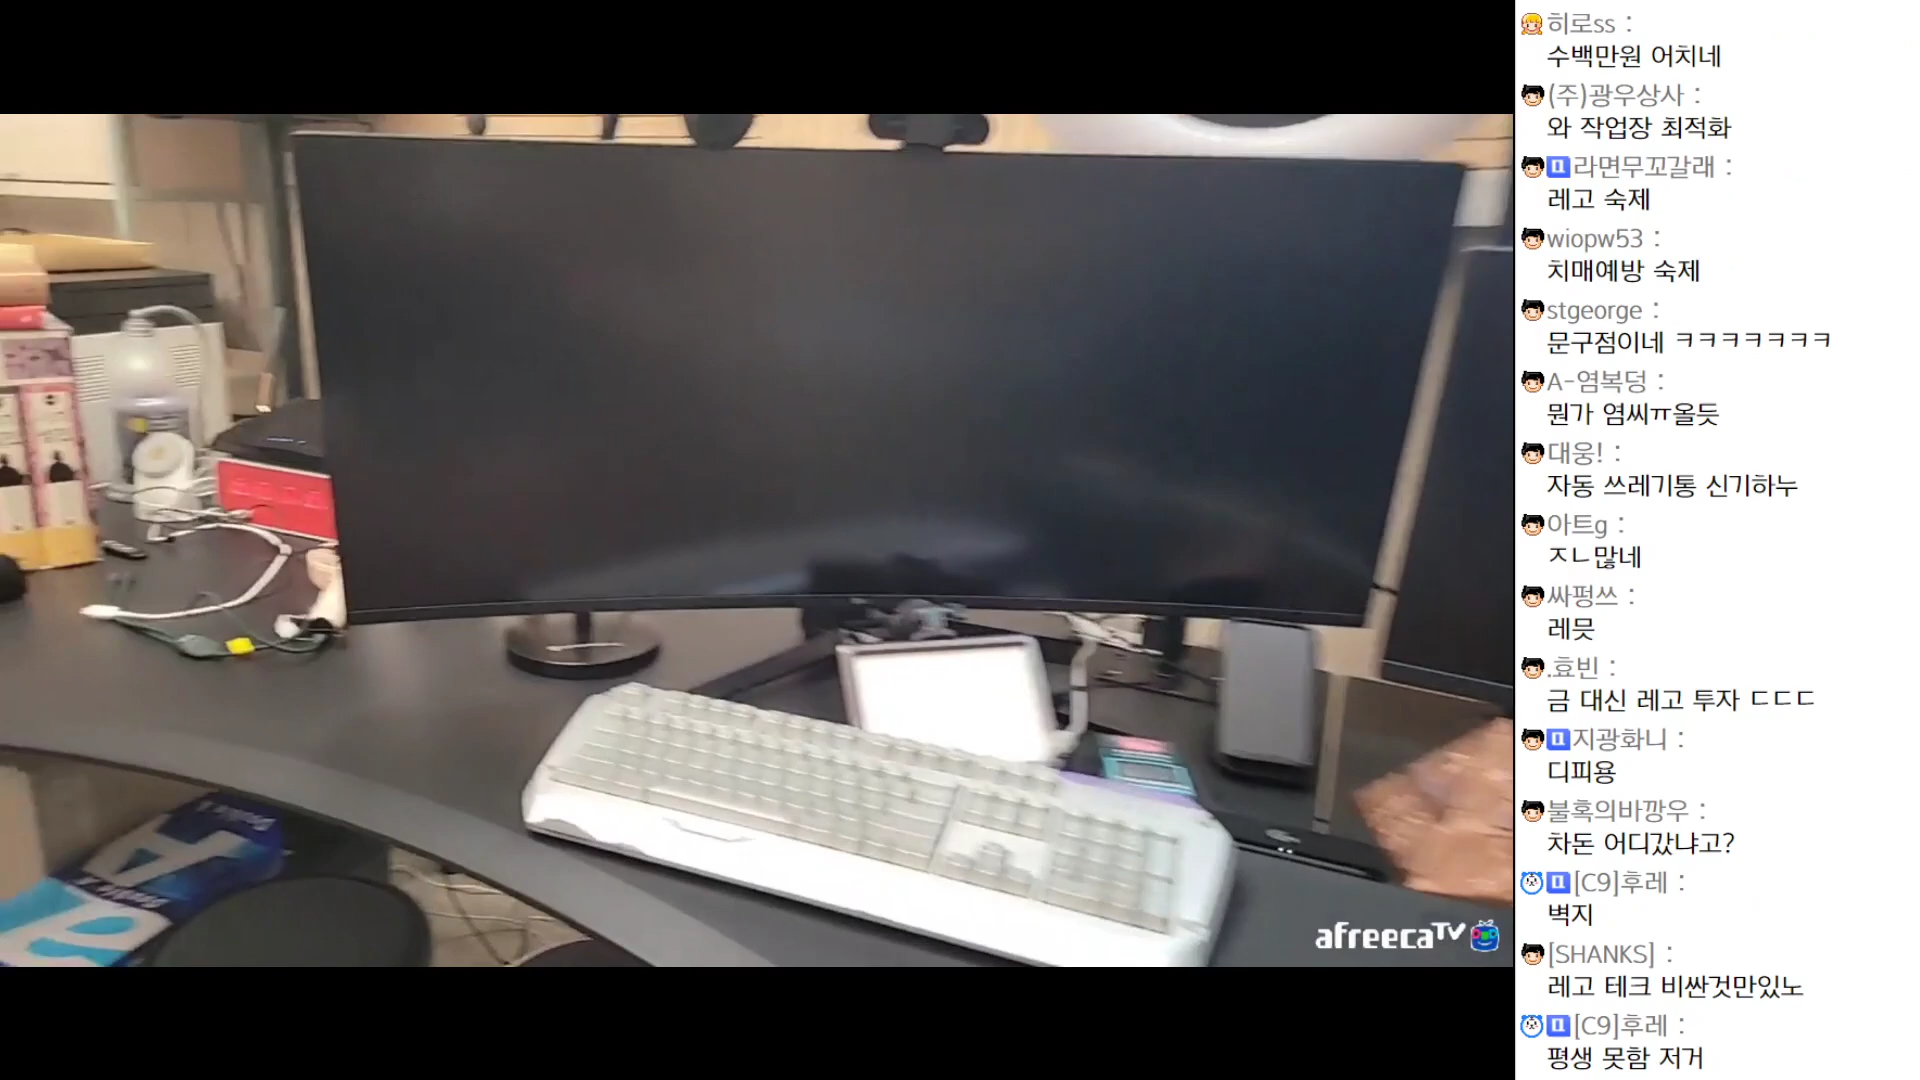 히로ss :
수백만원 어치네
(주)광우상사 :
와 작업장 최적화
라면무꼬갈래 :
레고 숙제
wiopw53 :
치매예방 숙제
stgeorge :
문구점이네 ㅋㅋㅋㅋㅋㅋㅋ
A-염복덩 :
뭔가 염씨ㅠ올듯
대웅! :
자동 쓰레기통 신기하누
아트g :
ㅈㄴ많네
싸펑쓰 :
레믓
.효빈 :
금 대신 레고 투자 ㄷㄷㄷ
지광화니 :
디피용
불혹의바깡우 :
차돈 어디갔냐고?
[C9]후레 :
벽지
[SHANKS] :
레고 테크 비싼것만있노
[C9]후레 :
평생 못함 저거
afreecaTV